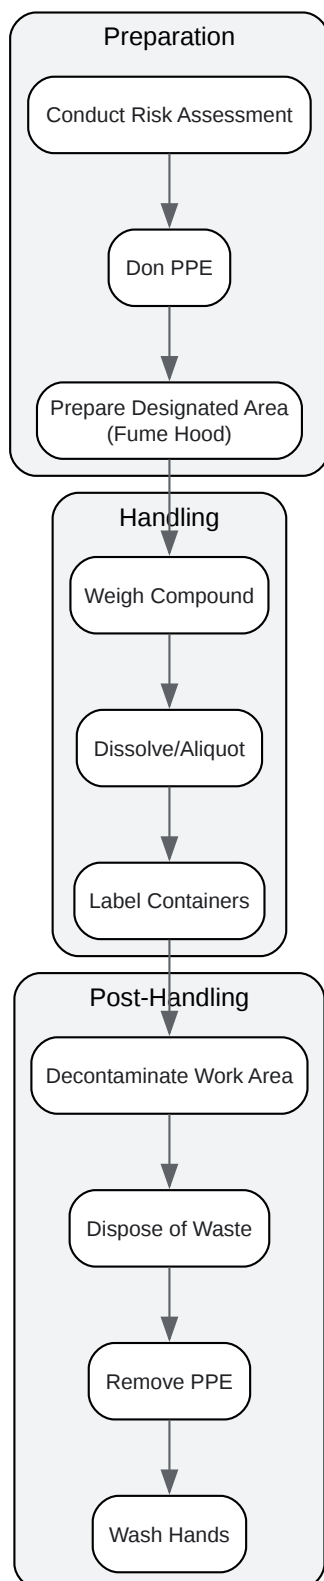 Preparation
Conduct Risk Assessment
Don PPE
Prepare Designated Area
(Fume Hood)
Handling
Weigh Compound
Dissolve/Aliquot
Label Containers
Post-Handling
Decontaminate Work Area
Dispose of Waste
Remove PPE
Wash Hands